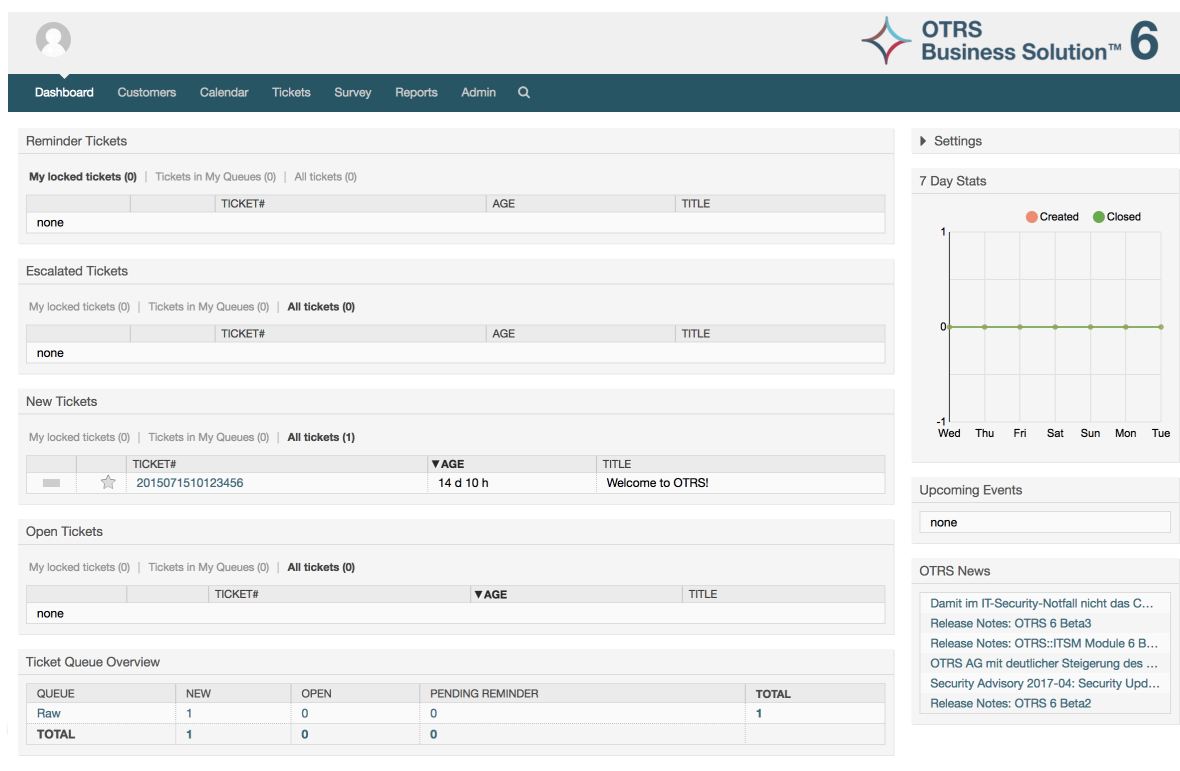 OTRS
Business Solution™ 6
Dashboard Customers Calendar Tickets Survey Reports Admin
Reminder Tickets
My locked tickets (0) | Tickets in My Queues (0) | All tickets (0)
TICKET# AGE TITLE
none
Escalated Tickets
My locked tickets (0) | Tickets in My Queues (0) | All tickets (0)
TICKET# AGE TITLE
none
New Tickets
My locked tickets (0) | Tickets in My Queues (0) | All tickets (1)
TICKET# ▼AGE TITLE
2015071510123456 14 d 10 h Welcome to OTRS!
Open Tickets
My locked tickets (0) | Tickets in My Queues (0) | All tickets (0)
TICKET# ▼AGE TITLE
none
Ticket Queue Overview
QUEUE NEW OPEN PENDING REMINDER TOTAL
Raw 1 0 0 1
TOTAL 1 0 0
Settings
7 Day Stats
Created Closed
1
0
-1
Wed Thu Fri Sat Sun Mon Tue
Upcoming Events
none
OTRS News
Damit im IT-Security-Notfall nicht das C...
Release Notes: OTRS 6 Beta3
Release Notes: OTRS::ITSM Module 6 B...
OTRS AG mit deutlicher Steigerung des ...
Security Advisory 2017-04: Security Upd...
Release Notes: OTRS 6 Beta2